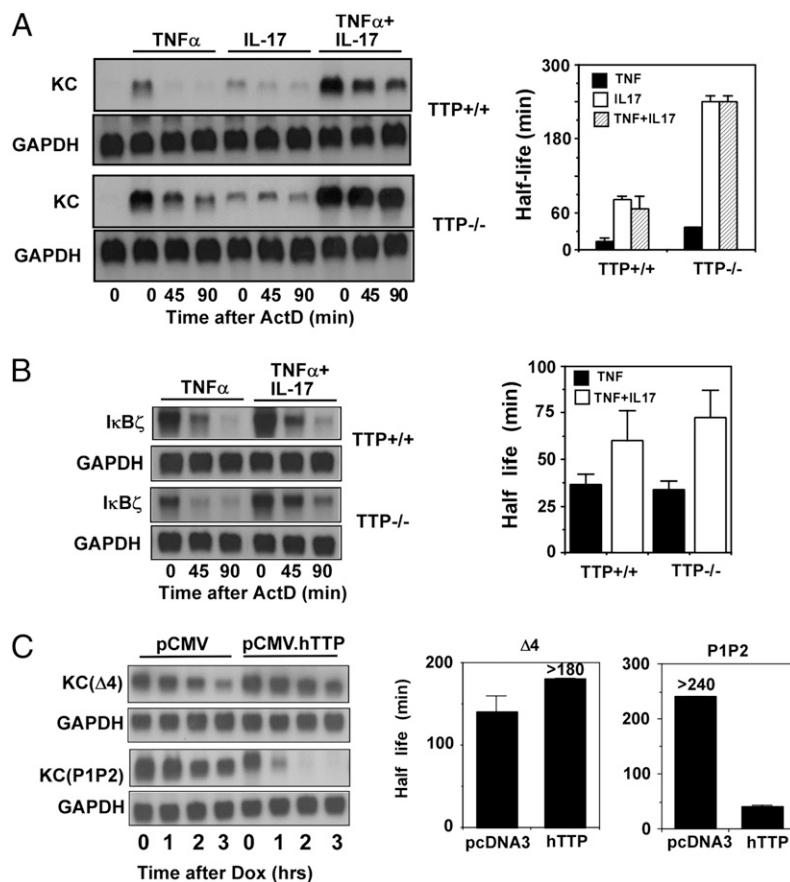 A
TNFα IL-17 TNFα+
IL-17
KC
TTP+/+
GAPDH
KC
TTP-/-
GAPDH
0 0 45 90 0 45 90 0 45 90
Time after ActD (min)
Half-life (min)
300
180
60
0
TNF
IL17
TNF+IL17
TTP+/+ TTP-/-
B
TNFα TNFα+
IL-17
IκBζ
TTP+/+
GAPDH
IκBζ
TTP-/-
GAPDH
0 45 90 0 45 90
Time after ActD (min)
Half life (min)
100
75
50
25
0
TNF
TNF+IL17
TTP+/+ TTP-/-
C
pCMV pCMV.hTTP
KC(Δ4)
GAPDH
KC(P1P2)
GAPDH
0 1 2 3 0 1 2 3
Time after Dox (hrs)
Δ4
Half life (min)
200
100
0
>180
pcDNA3 hTTP
P1P2
300
200
100
0
>240
pcDNA3 hTTP